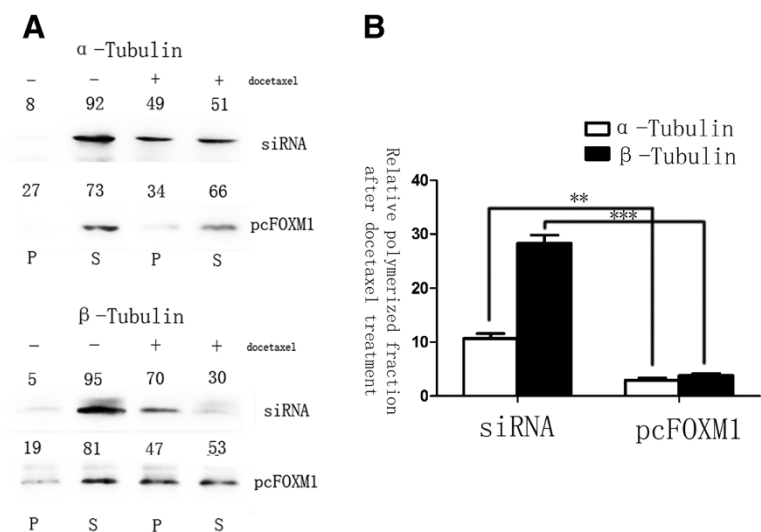 A
α-Tubulin
- - + + docetaxel
8 92 49 51
siRNA
27 73 34 66
pcFOXM1
P S P S
β-Tubulin
- - + + docetaxel
5 95 70 30
siRNA
19 81 47 53
pcFOXM1
P S P S
B
α-Tubulin
β-Tubulin
Relative polymerized fraction
after docetaxel treatment
40
30
20
10
0
**
***
siRNA pcFOXM1